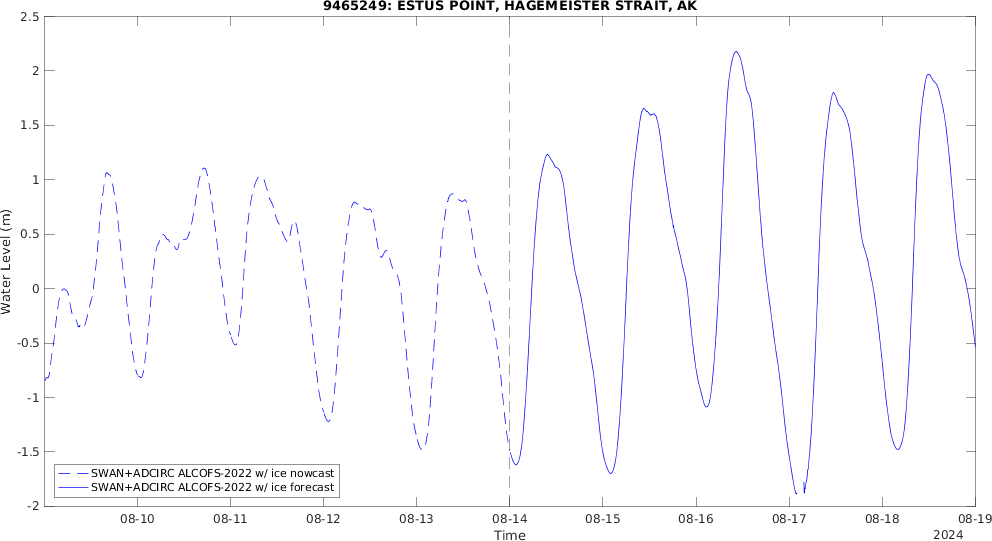 9465249: ESTUS POINT, HAGEMEISTER STRAIT, AK
2.5
2
1.5
1
0.5
0
-0.5
-1
-1.5
-2
Water Level (m)
SWAN+ADCIRC ALCOFS-2022 w/ ice nowcast
SWAN+ADCIRC ALCOFS-2022 w/ ice forecast
08-10 08-11 08-12 08-13 08-14 08-15 08-16 08-17 08-18 08-19
Time
2024